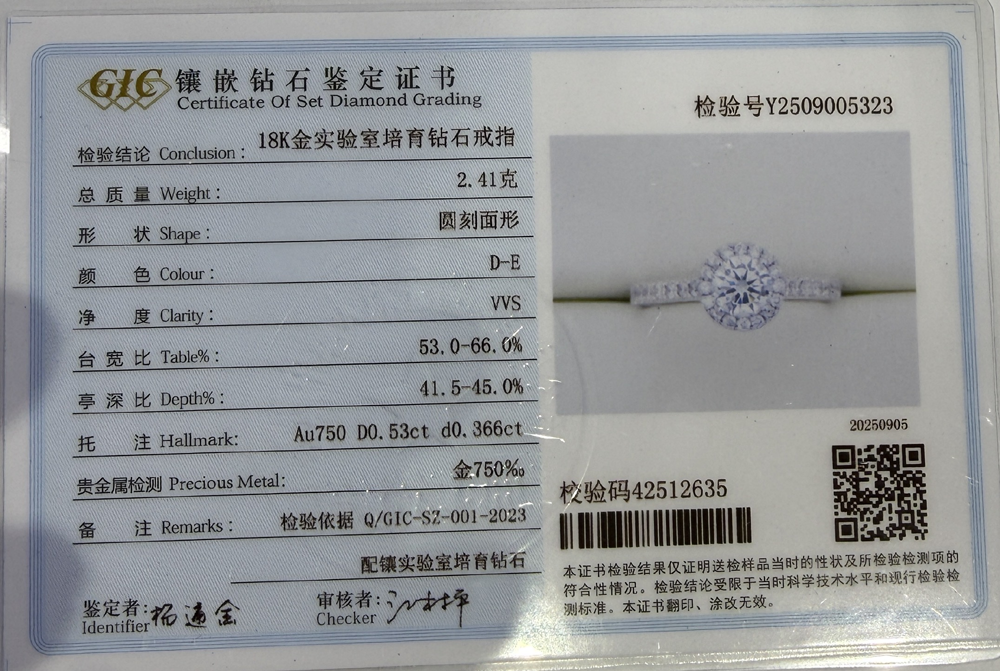 GIC 镶嵌钻石鉴定证书
Certificate Of Set Diamond Grading
检验结论 Conclusion: 18K金实验室培育钻石戒指
总质量 Weight: 2.41克
形状 Shape: 圆刻面形
颜色 Colour: D-E
净度 Clarity: VVS
台宽比 Table%: 53.0-66.0%
亭深比 Depth%: 41.5-45.0%
托注 Hallmark: Au750 D0.53ct d0.366ct
贵金属检测 Precious Metal: 金750‰
备注 Remarks: 检验依据 Q/GIC-SZ-001-2023
配镶实验室培育钻石
鉴定者: 杨通金
Identifier
审核者:
Checker
检验号Y2509005323
20250905
校验码42512635
本证书检验结果仅证明送检样品当时的性状及所检验检测项的
符合性情况。检验结论受限于当时科学技术水平和现行检验检
测标准。本证书翻印、涂改无效。